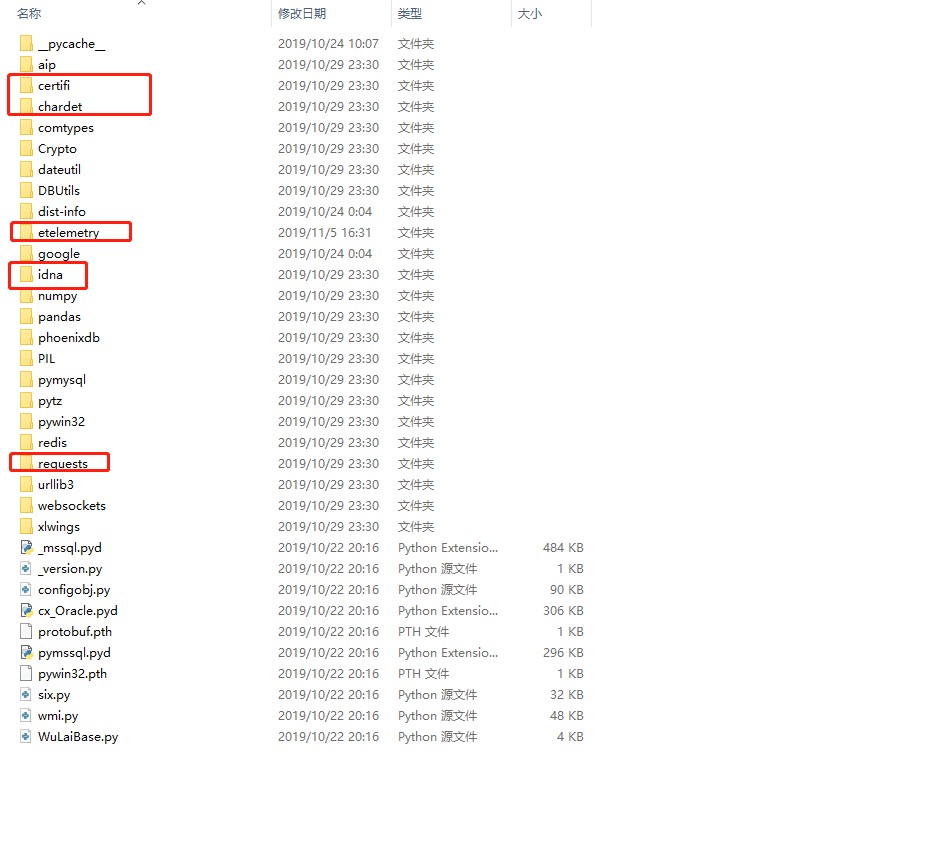 名称 修改日期 类型 大小
__pycache__ 2019/10/24 10:07 文件夹
aip 2019/10/29 23:30 文件夹
certifi 2019/10/29 23:30 文件夹
chardet 2019/10/29 23:30 文件夹
comtypes 2019/10/29 23:30 文件夹
Crypto 2019/10/29 23:30 文件夹
dateutil 2019/10/29 23:30 文件夹
DBUtils 2019/10/29 23:30 文件夹
dist-info 2019/10/24 0:04 文件夹
etelemetry 2019/11/5 16:31 文件夹
google 2019/10/24 0:04 文件夹
idna 2019/10/29 23:30 文件夹
numpy 2019/10/29 23:30 文件夹
pandas 2019/10/29 23:30 文件夹
phoenixdb 2019/10/29 23:30 文件夹
PIL 2019/10/29 23:30 文件夹
pymysql 2019/10/29 23:30 文件夹
pytz 2019/10/29 23:30 文件夹
pywin32 2019/10/29 23:30 文件夹
redis 2019/10/29 23:30 文件夹
requests 2019/10/29 23:30 文件夹
urllib3 2019/10/29 23:30 文件夹
websockets 2019/10/29 23:30 文件夹
xlwings 2019/10/29 23:30 文件夹
_mssql.pyd 2019/10/22 20:16 Python Extensio... 484 KB
_version.py 2019/10/22 20:16 Python 源文件 1 KB
configobj.py 2019/10/22 20:16 Python 源文件 90 KB
cx_Oracle.pyd 2019/10/22 20:16 Python Extensio... 306 KB
protobuf.pth 2019/10/22 20:16 PTH 文件 1 KB
pymssql.pyd 2019/10/22 20:16 Python Extensio... 296 KB
pywin32.pth 2019/10/22 20:16 PTH 文件 1 KB
six.py 2019/10/22 20:16 Python 源文件 32 KB
wmi.py 2019/10/22 20:16 Python 源文件 48 KB
WuLaiBase.py 2019/10/22 20:16 Python 源文件 4 KB